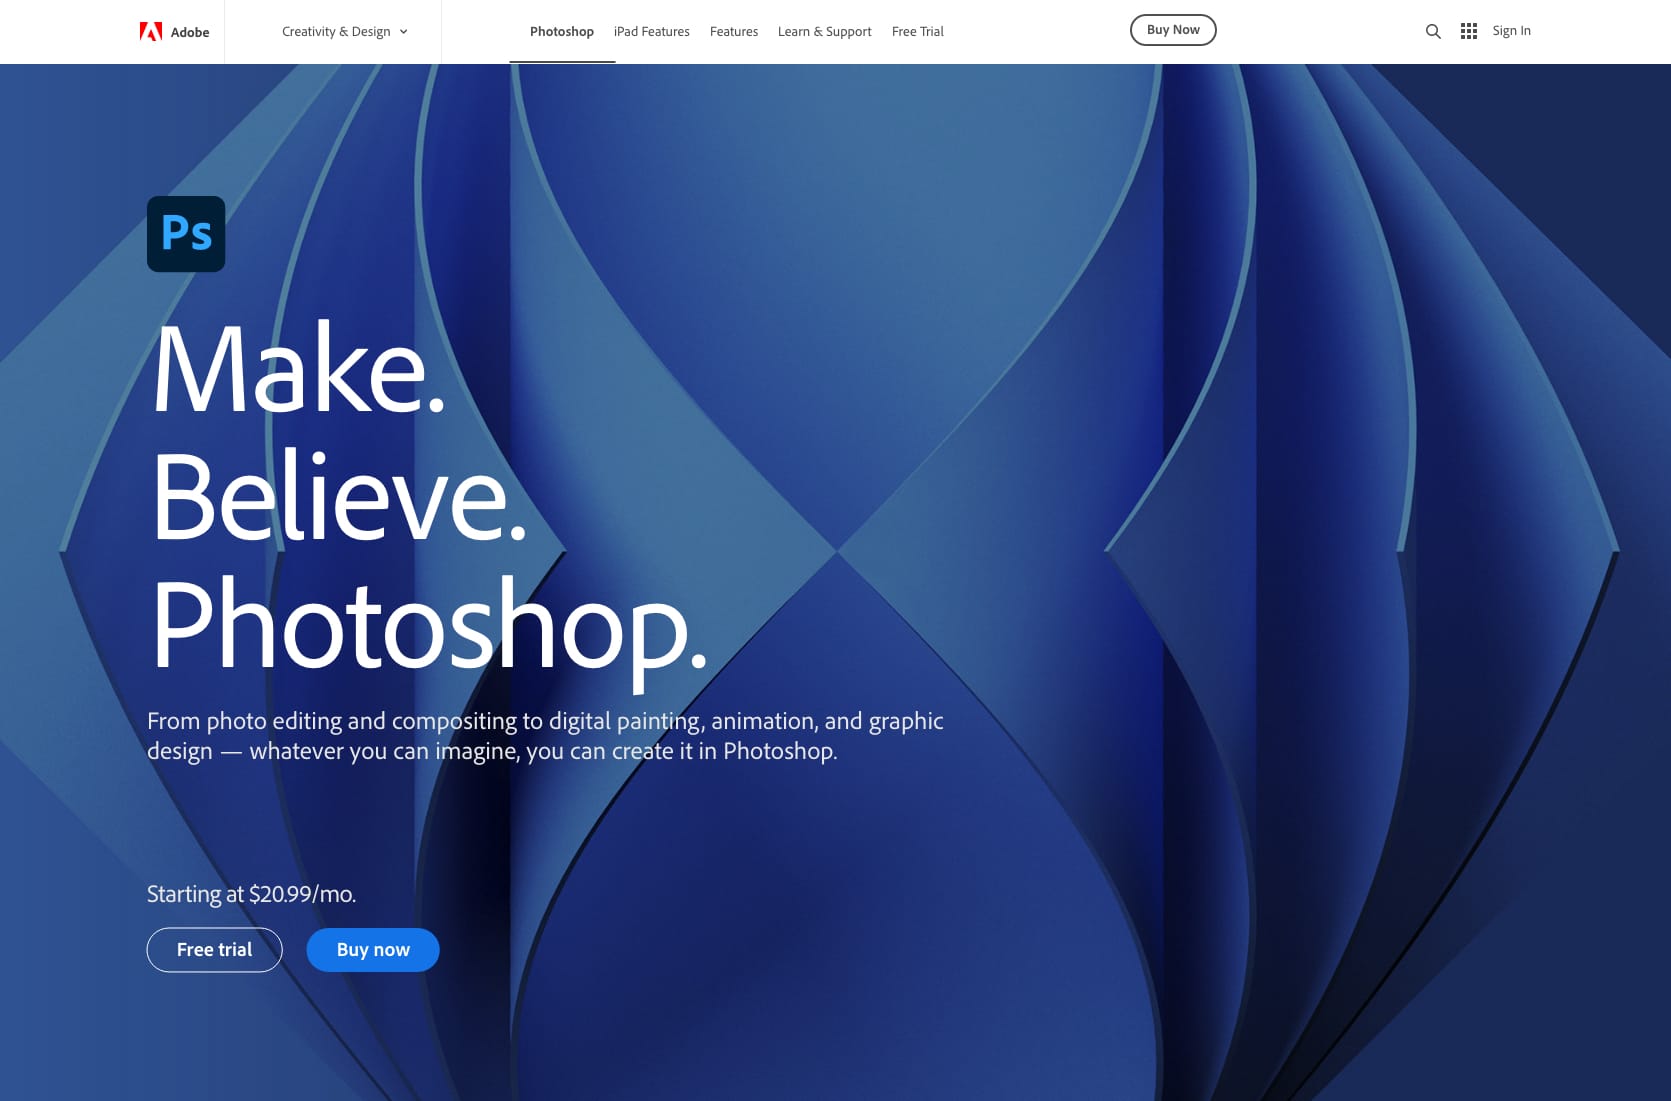 Adobe
Creativity & Design
Photoshop
iPad Features
Features
Learn & Support
Free Trial
Buy Now
Sign In
Ps
Make.
Believe.
Photoshop.
From photo editing and compositing to digital painting, animation, and graphic
design — whatever you can imagine, you can create it in Photoshop.
Starting at $20.99/mo.
Free trial
Buy now